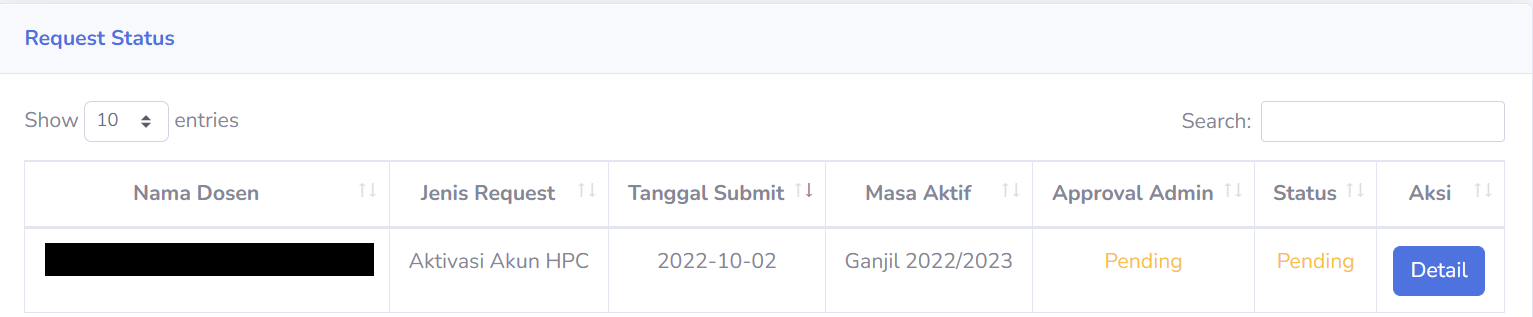 Request Status
Show 10 entries
Search:
Nama Dosen Jenis Request Tanggal Submit Masa Aktif Approval Admin Status Aksi
Aktivasi Akun HPC 2022-10-02 Ganjil 2022/2023 Pending Pending Detail